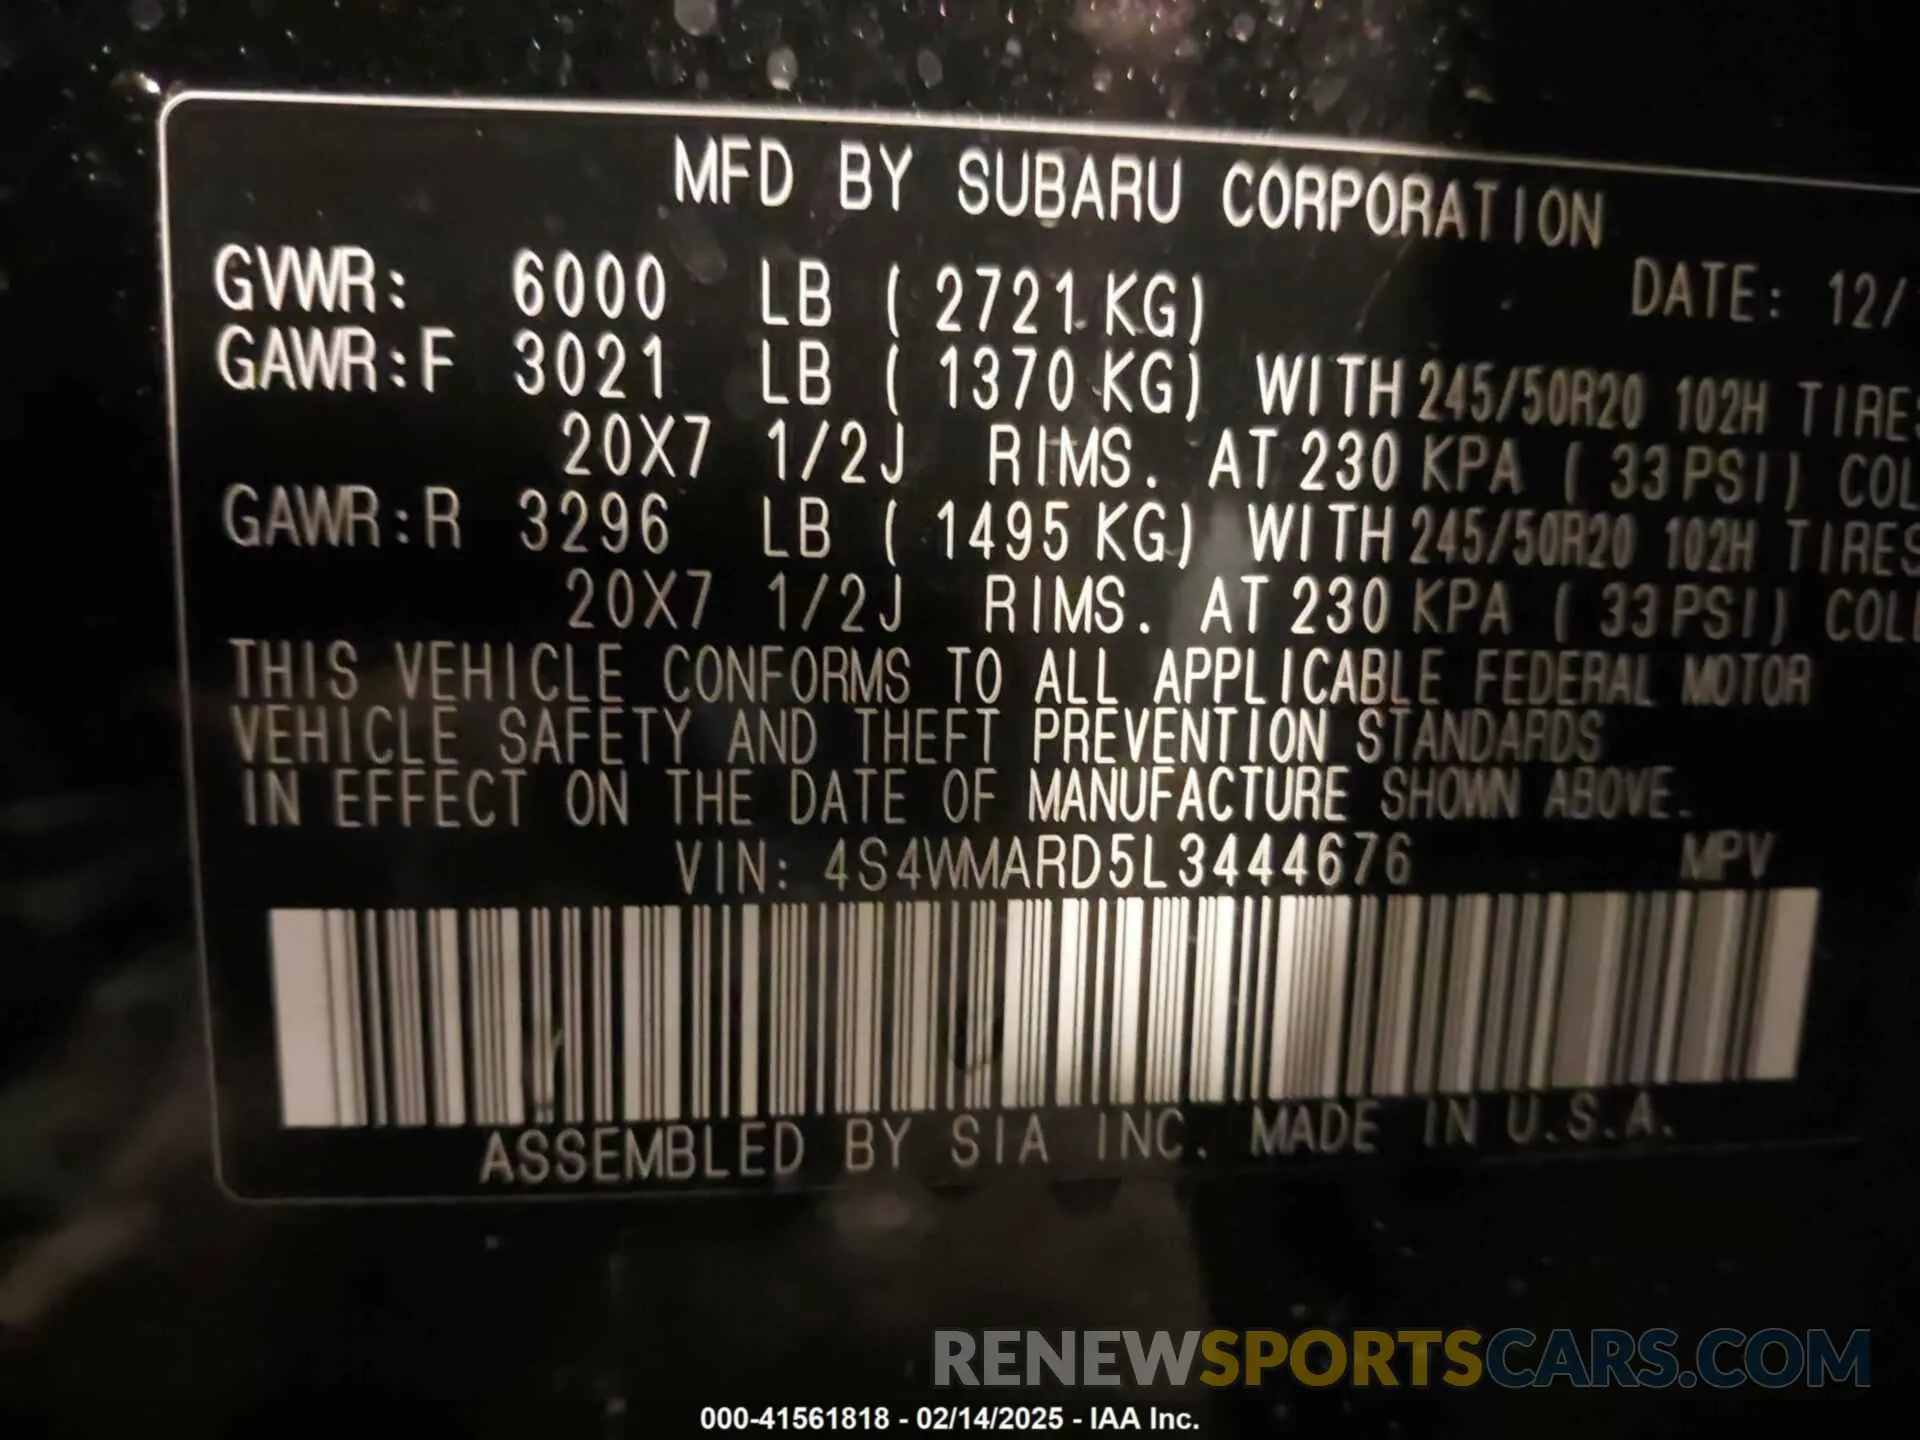 MFD BY SUBARU CORPORATION
GVWR: 6000 LB ( 2721 KG) DATE: 12/
GAWR:F 3021 LB ( 1370 KG) WITH 245/50R20 102H TIRES
20X7 1/2J RIMS. AT 230 KPA ( 33 PSI) COL
GAWR:R 3296 LB ( 1495 KG) WITH 245/50R20 102H TIRES
20X7 1/2J RIMS. AT 230 KPA ( 33 PSI) COL
THIS VEHICLE CONFORMS TO ALL APPLICABLE FEDERAL MOTOR
VEHICLE SAFETY AND THEFT PREVENTION STANDARDS
IN EFFECT ON THE DATE OF MANUFACTURE SHOWN ABOVE.
VIN: 4S4WMARD5L3444676 MPV
ASSEMBLED BY SIA INC. MADE IN U.S.A.
RENEWSPORTSCARS.COM
000-41561818 - 02/14/2025 - IAA Inc.